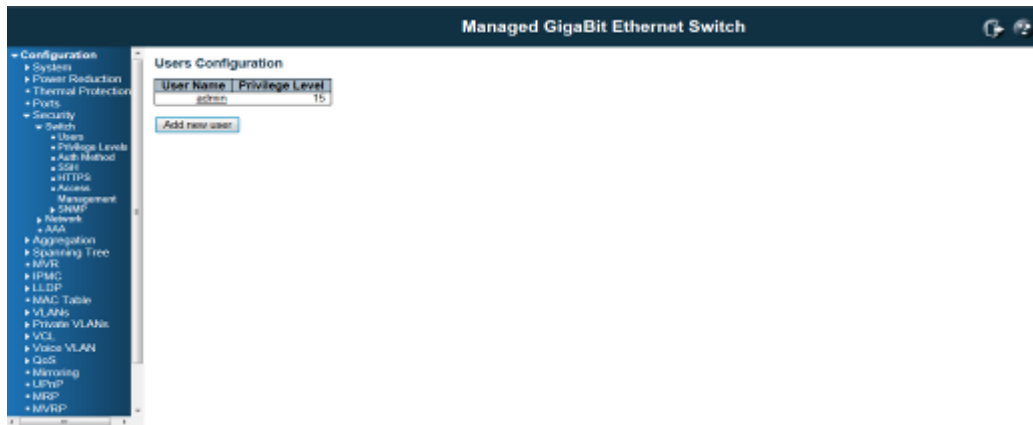 Managed GigaBit Ethernet Switch
Configuration
System
Power Reduction
Thermal Protection
Ports
Security
Switch
Users
Privilege Levels
Auth Method
SSH
HTTPS
Access
Management
SNMP
Network
AAA
Aggregation
Spanning Tree
MVR
IPMC
LLDP
MAC Table
VLANs
Private VLANs
VCL
Voice VLAN
QoS
Mirroring
UPnP
MRP
MVRP
Users Configuration
User Name Privilege Level
admin 15
Add new user